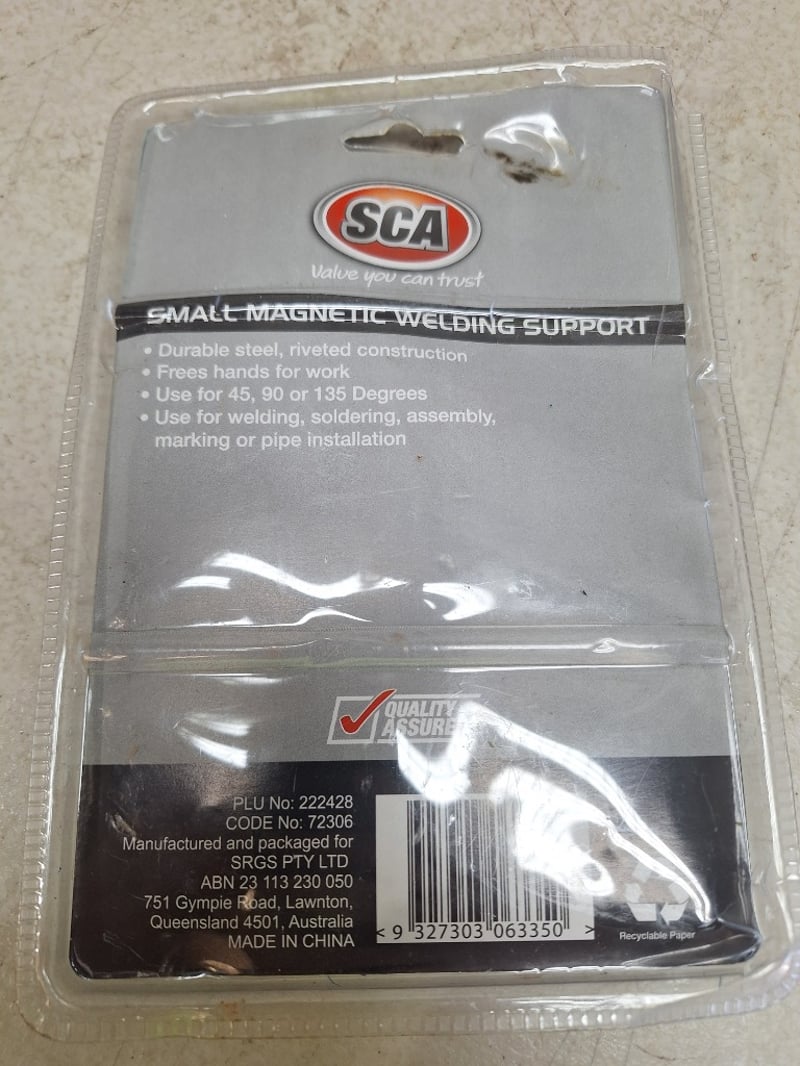 SCA
Value you can trust
SMALL MAGNETIC WELDING SUPPORT
• Durable steel, riveted construction
• Frees hands for work
• Use for 45, 90 or 135 Degrees
• Use for welding, soldering, assembly,
marking or pipe installation
QUALITY
ASSURE
PLU No: 222428
CODE No: 72306
Manufactured and packaged for
SRGS PTY LTD
ABN 23 113 230 050
751 Gympie Road, Lawnton,
Queensland 4501, Australia
MADE IN CHINA
< 9 327303 063350 >
Recyclable Paper